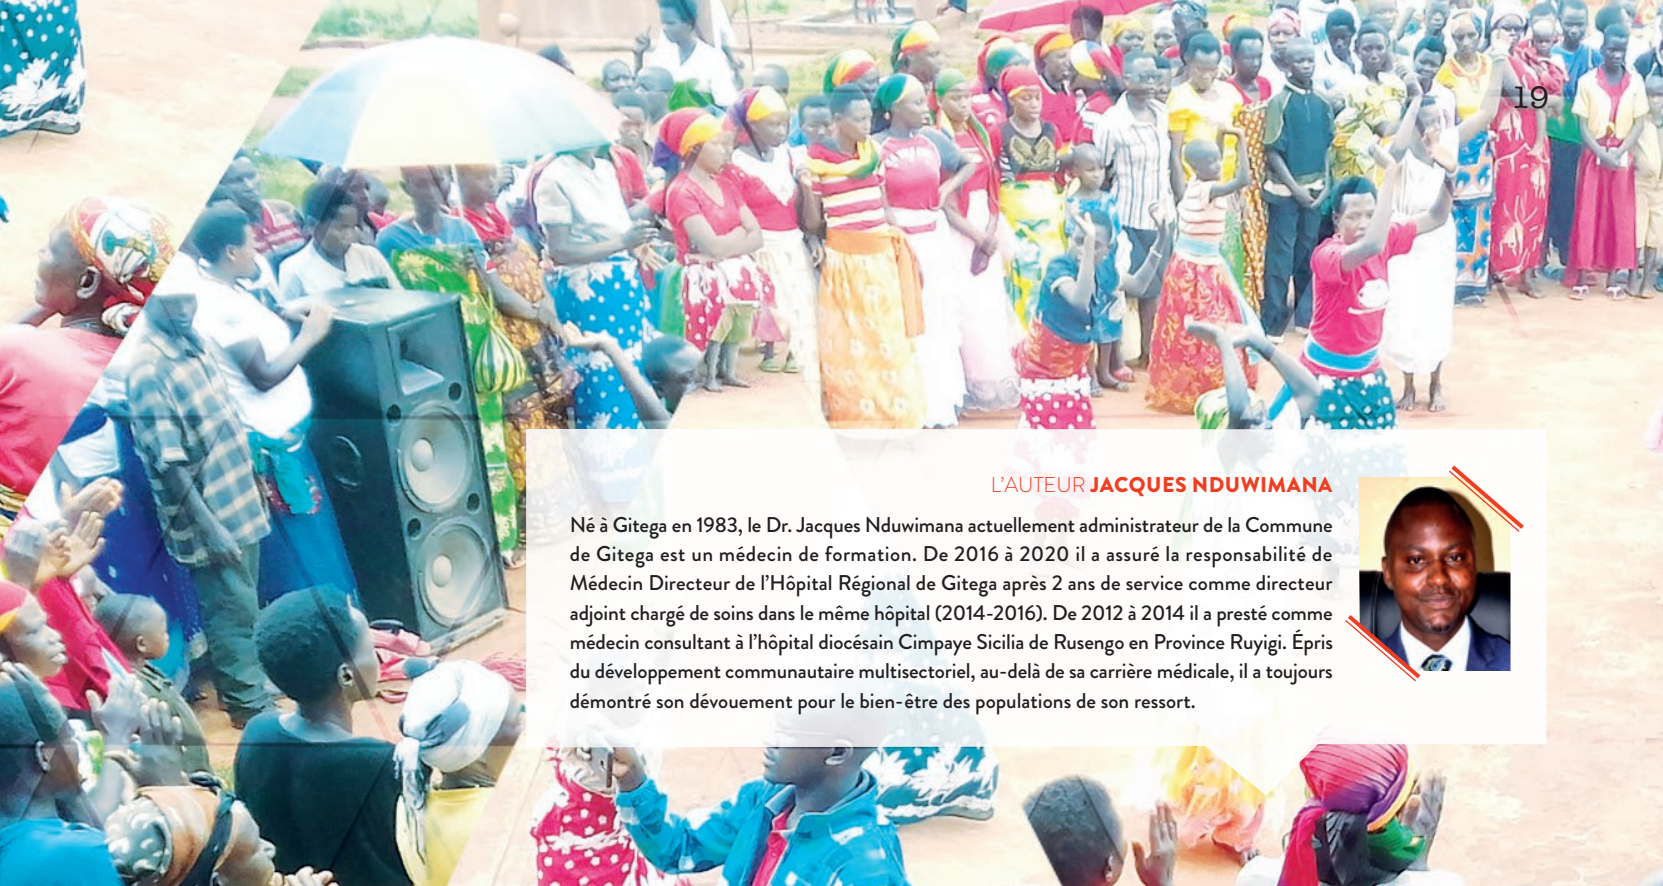 19
L'AUTEUR JACQUES NDUWIMANA
Né à Gitega en 1983, le Dr. Jacques Nduwimana actuellement administrateur de la Commune
de Gitega est un médecin de formation. De 2016 à 2020 il a assuré la responsabilité de
Médecin Directeur de l'Hôpital Régional de Gitega après 2 ans de service comme directeur
adjoint chargé de soins dans le même hôpital (2014-2016). De 2012 à 2014 il a presté comme
médecin consultant à l'hôpital diocésain Cimpaye Sicilia de Rusengo en Province Ruyigi. Épris
du développement communautaire multisectoriel, au-delà de sa carrière médicale, il a toujours
démontré son dévouement pour le bien-être des populations de son ressort.